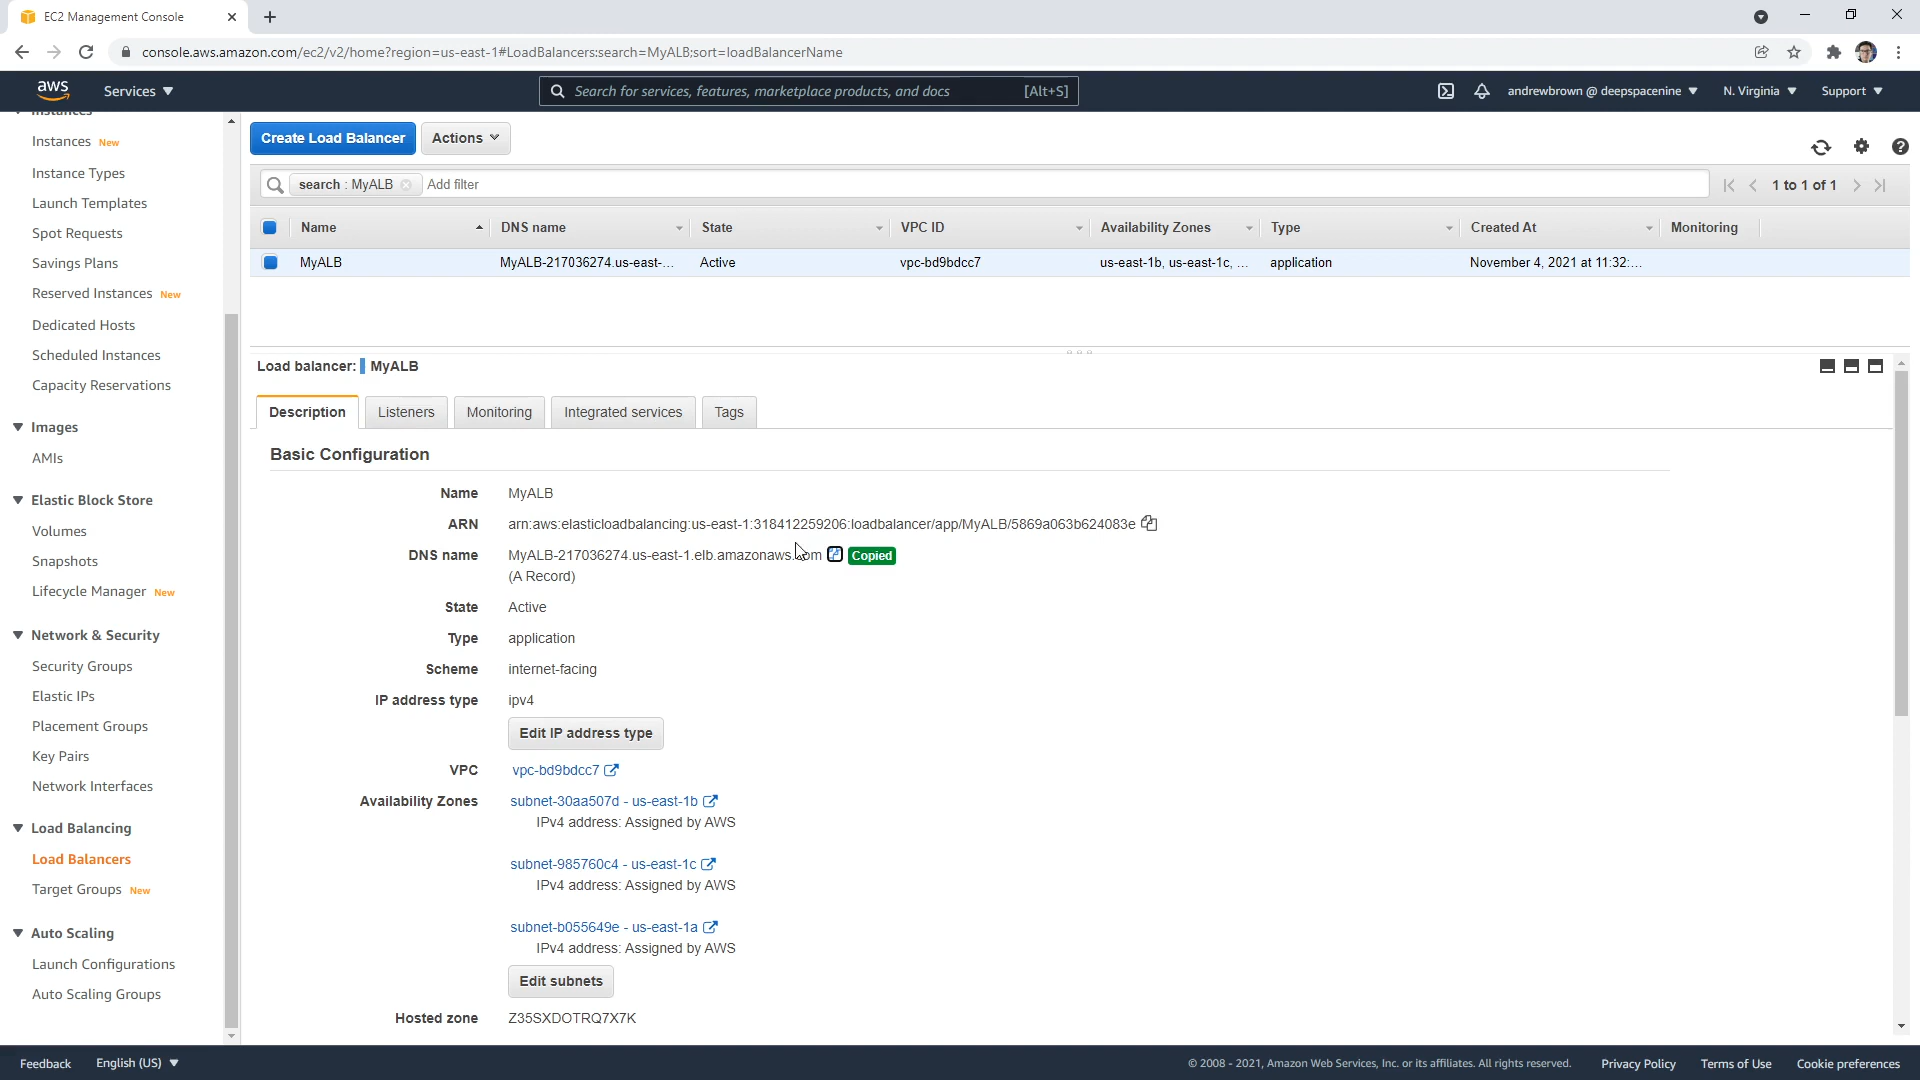 EC2 Management Console
console.aws.amazon.com/ec2/v2/home?region=us-east-1#LoadBalancers:search=MyALB;sort=loadBalancerName
aws
Services
Search for services, features, marketplace products, and docs
[Alt+S]
andrewbrown @ deepspacenine
N. Virginia
Support
Instances
Instances New
Instance Types
Launch Templates
Spot Requests
Savings Plans
Reserved Instances New
Dedicated Hosts
Scheduled Instances
Capacity Reservations
Images
AMIs
Elastic Block Store
Volumes
Snapshots
Lifecycle Manager New
Network & Security
Security Groups
Elastic IPs
Placement Groups
Key Pairs
Network Interfaces
Load Balancing
Load Balancers
Target Groups New
Auto Scaling
Launch Configurations
Auto Scaling Groups
Create Load Balancer
Actions
search : MyALB
Add filter
1 to 1 of 1
Name DNS name State VPC ID Availability Zones Type Created At Monitoring
MyALB MyALB-217036274.us-east-... Active vpc-bd9bdcc7 us-east-1b, us-east-1c, ... application November 4, 2021 at 11:32:...
Load balancer: MyALB
Description Listeners Monitoring Integrated services Tags
Basic Configuration
Name MyALB
ARN arn:aws:elasticloadbalancing:us-east-1:318412259206:loadbalancer/app/MyALB/5869a063b624083e
DNS name MyALB-217036274.us-east-1.elb.amazonaws.com Copied
(A Record)
State Active
Type application
Scheme internet-facing
IP address type ipv4
Edit IP address type
VPC vpc-bd9bdcc7
Availability Zones subnet-30aa507d - us-east-1b
IPv4 address: Assigned by AWS
subnet-985760c4 - us-east-1c
IPv4 address: Assigned by AWS
subnet-b055649e - us-east-1a
IPv4 address: Assigned by AWS
Edit subnets
Hosted zone Z35SXDOTRQ7X7K
Feedback
English (US)
© 2008 - 2021, Amazon Web Services, Inc. or its affiliates. All rights reserved.
Privacy Policy
Terms of Use
Cookie preferences